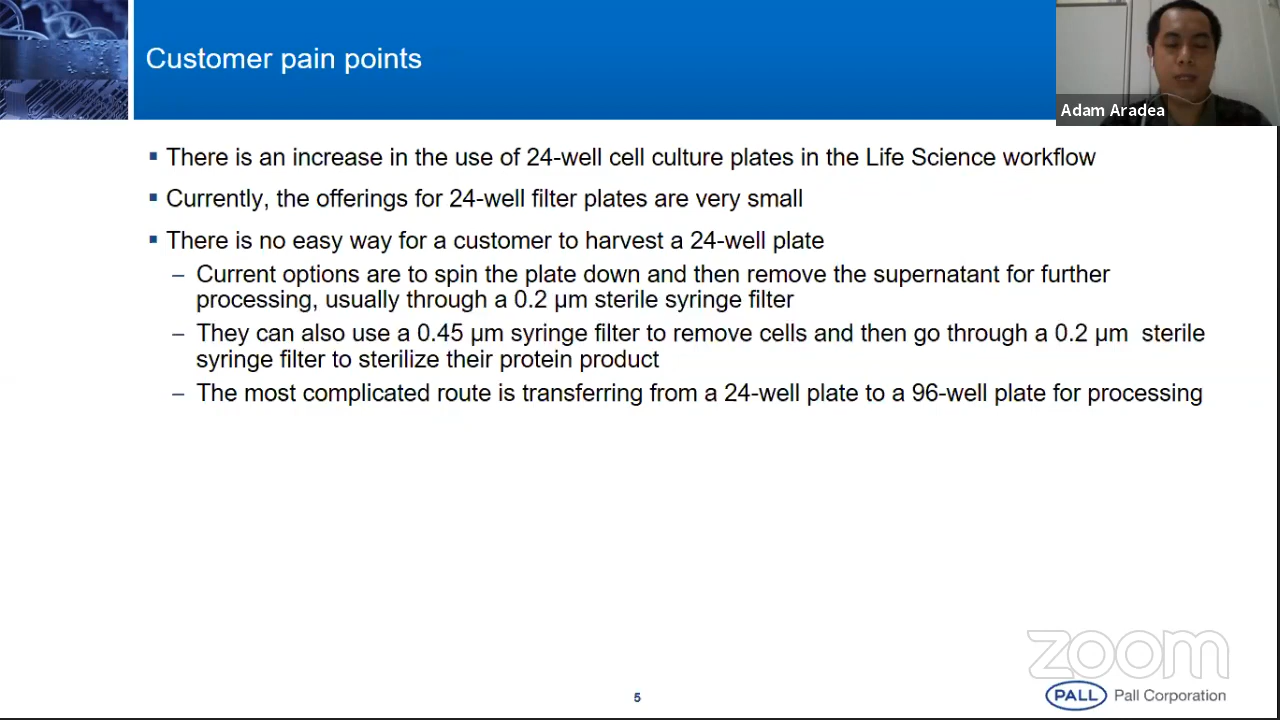 Customer pain points
Adam Aradea
▪ There is an increase in the use of 24-well cell culture plates in the Life Science workflow
▪ Currently, the offerings for 24-well filter plates are very small
▪ There is no easy way for a customer to harvest a 24-well plate
– Current options are to spin the plate down and then remove the supernatant for further
processing, usually through a 0.2 µm sterile syringe filter
– They can also use a 0.45 µm syringe filter to remove cells and then go through a 0.2 µm  sterile
syringe filter to sterilize their protein product
– The most complicated route is transferring from a 24-well plate to a 96-well plate for processing
zoom
5
PALL Pall Corporation